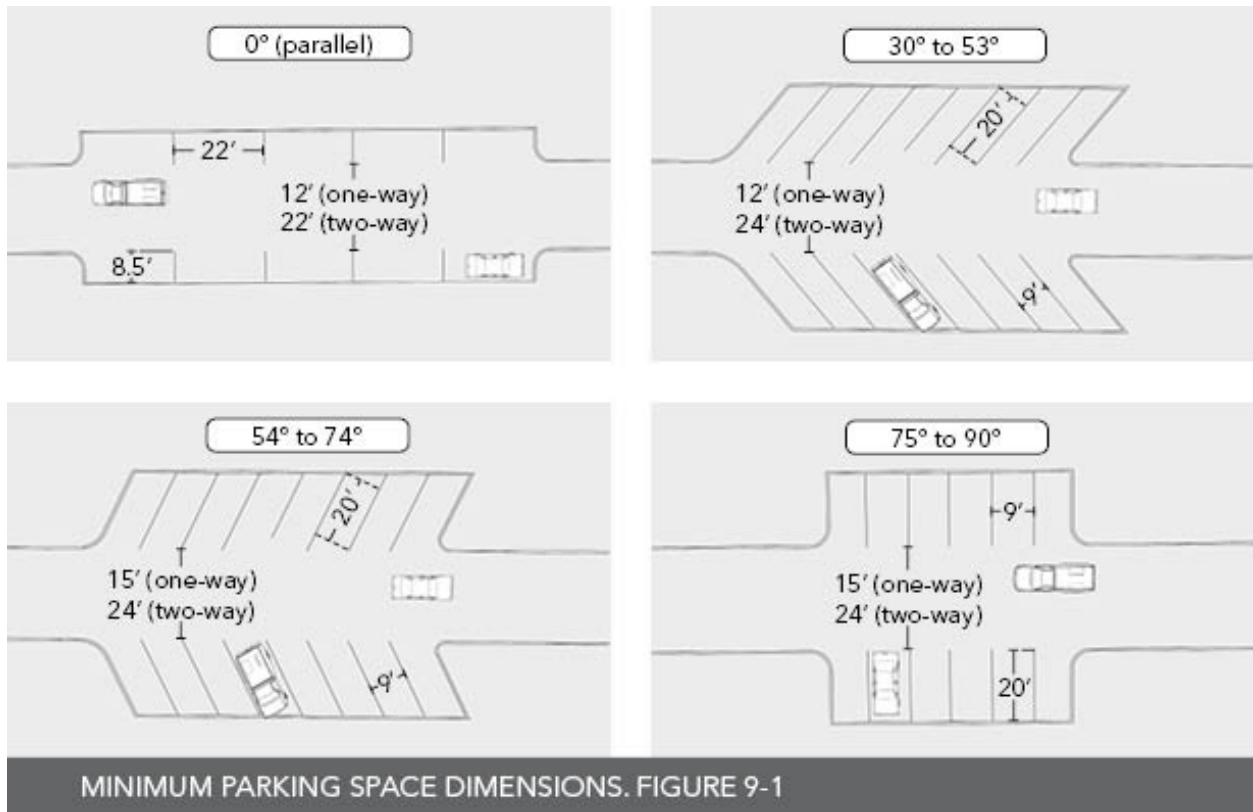 0° (parallel)
22’
12’ (one-way)
22’ (two-way)
8.5’
30° to 53°
20’
12’ (one-way)
24’ (two-way)
9’
54° to 74°
20’
15’ (one-way)
24’ (two-way)
9’
75° to 90°
9’
15’ (one-way)
24’ (two-way)
20’
MINIMUM PARKING SPACE DIMENSIONS. FIGURE 9-1